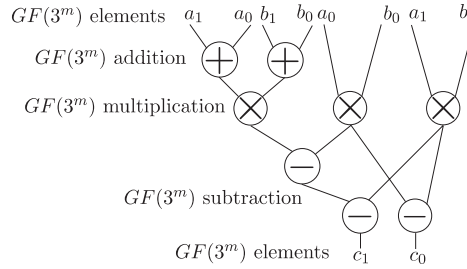 GF(3^m) elements a_1 a_0 b_1 b_0 a_0 b_0 a_1
GF(3^m) addition
GF(3^m) multiplication
GF(3^m) subtraction
GF(3^m) elements c_1 c_0